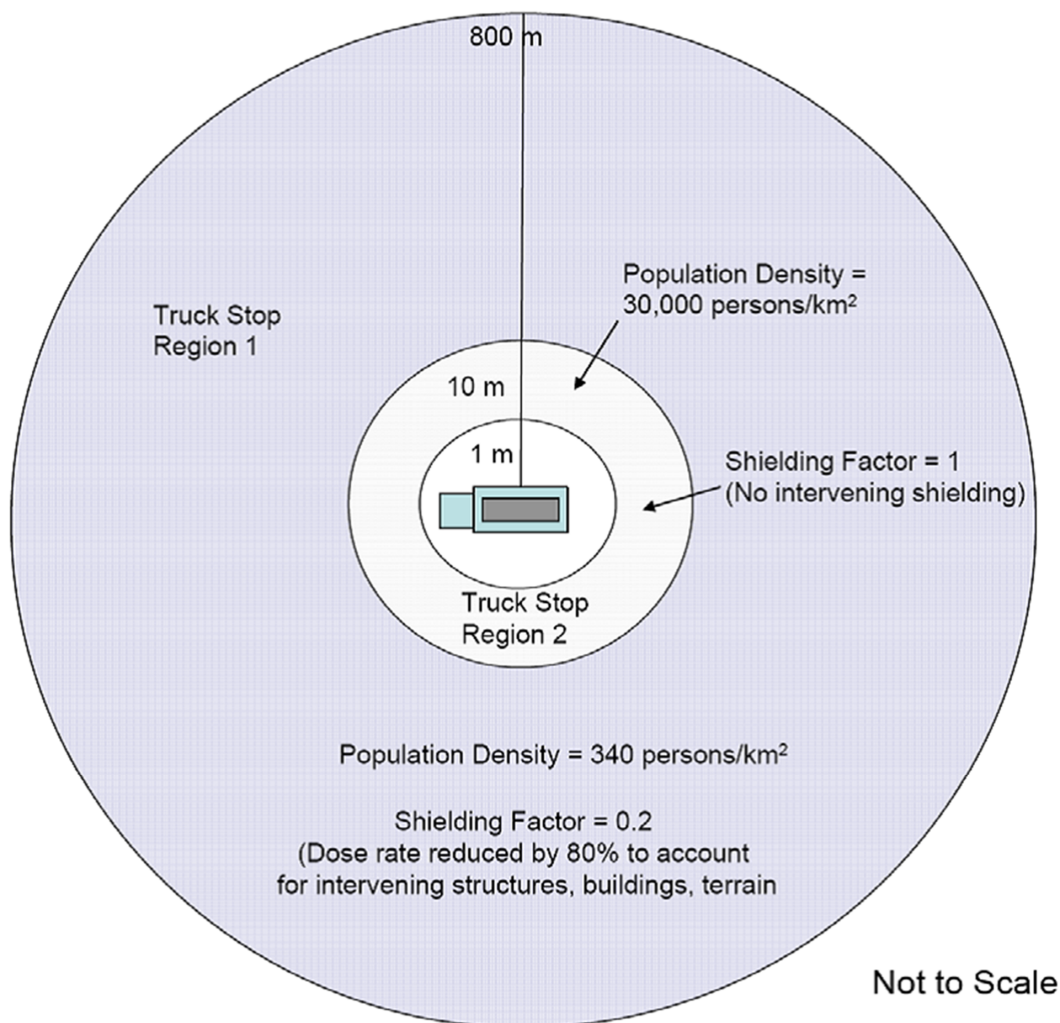 800 m
Population Density =
30,000 persons/km²
Truck Stop
Region 1
10 m
1 m
Shielding Factor = 1
(No intervening shielding)
Truck Stop
Region 2
Population Density = 340 persons/km²
Shielding Factor = 0.2
(Dose rate reduced by 80% to account
for intervening structures, buildings, terrain
Not to Scale